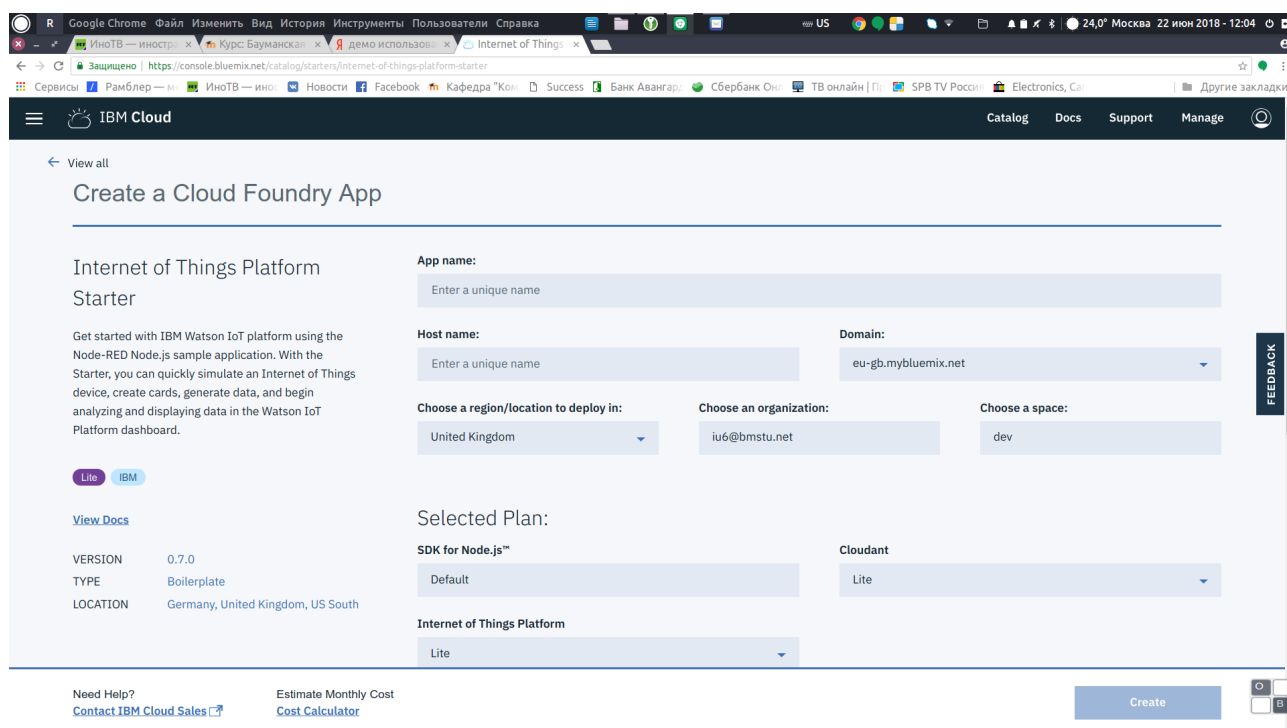 R Google Chrome Файл Изменить Вид История Инструменты Пользователи Справка US 24,0° Москва 22 июн 2018 - 12:04
ИноТВ — иностра × Курс: Бауманская × демо использова × Internet of Things ×
Защищено | https://console.bluemix.net/catalog/starters/internet-of-things-platform-starter
Сервисы Рамблер — м ИноТВ — инос Новости Facebook Кафедра "Ком Success Банк Авангард Сбербанк Онл ТВ онлайн | П SPB TV Россия Electronics, Ca Другие закладки
IBM Cloud Catalog Docs Support Manage
View all
Create a Cloud Foundry App
Internet of Things Platform
Starter
Get started with IBM Watson IoT platform using the
Node-RED Node.js sample application. With the
Starter, you can quickly simulate an Internet of Things
device, create cards, generate data, and begin
analyzing and displaying data in the Watson IoT
Platform dashboard.
Lite IBM
View Docs
VERSION 0.7.0
TYPE Boilerplate
LOCATION Germany, United Kingdom, US South
App name:
Enter a unique name
Host name: Domain:
Enter a unique name eu-gb.mybluemix.net
Choose a region/location to deploy in: Choose an organization: Choose a space:
United Kingdom iu6@bmstu.net dev
Selected Plan:
SDK for Node.js™ Cloudant
Default Lite
Internet of Things Platform
Lite
FEEDBACK
Need Help? Estimate Monthly Cost
Contact IBM Cloud Sales Cost Calculator
Create
O
B